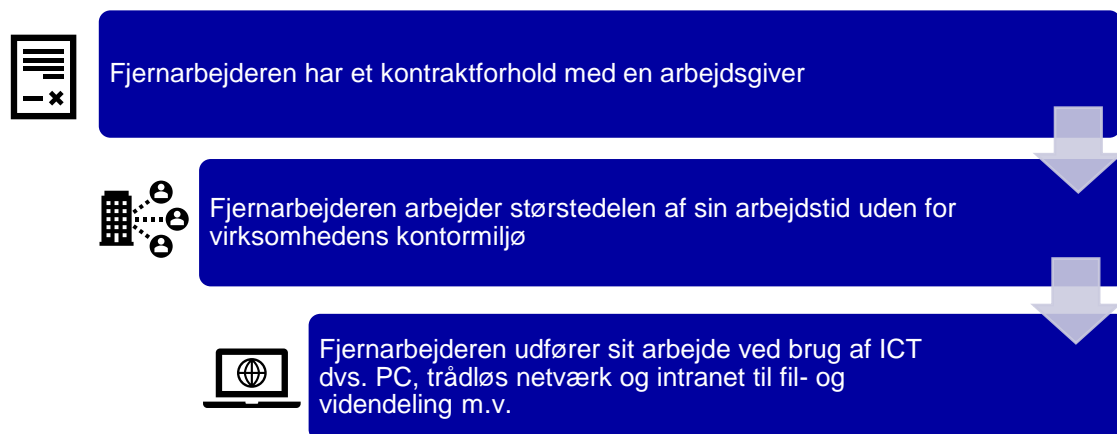 Fjernarbejderen har et kontraktforhold med en arbejdsgiver
Fjernarbejderen arbejder størstedelen af sin arbejdstid uden for
virksomhedens kontormiljø
Fjernarbejderen udfører sit arbejde ved brug af ICT
dvs. PC, trådløs netværk og intranet til fil- og
videndeling m.v.